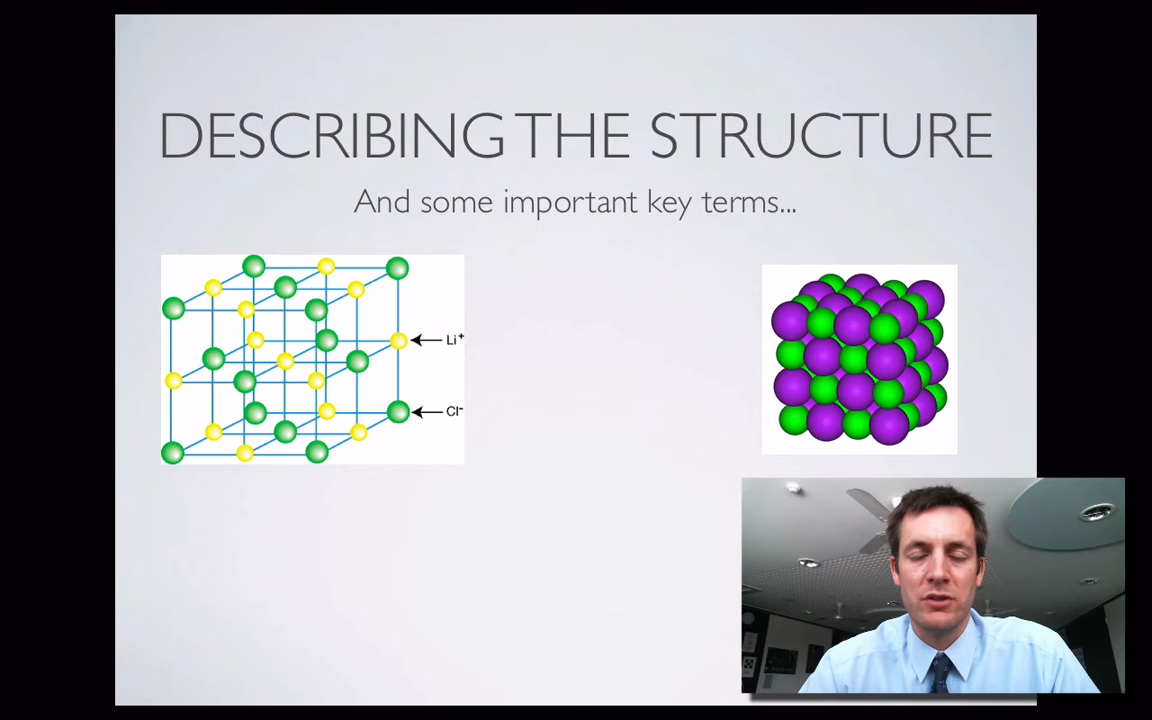 DESCRIBING THE STRUCTURE
And some important key terms...
Li⁺
Cl⁻